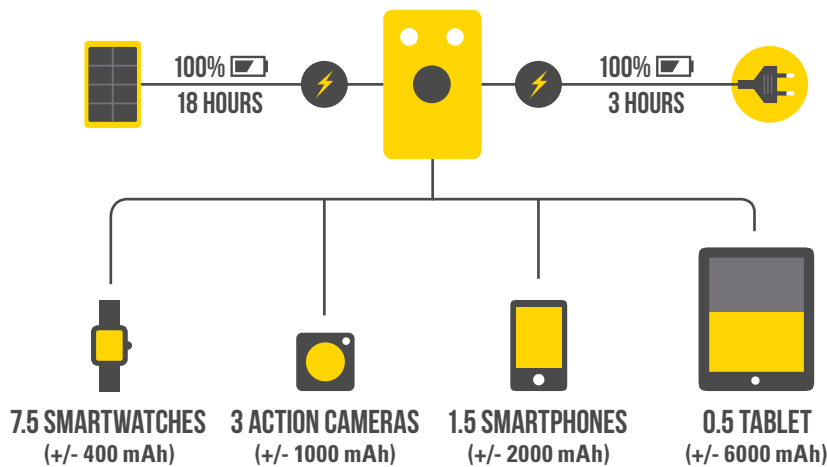 100%
18 HOURS
100%
3 HOURS
7.5 SMARTWATCHES
(+/- 400 mAh)
3 ACTION CAMERAS
(+/- 1000 mAh)
1.5 SMARTPHONES
(+/- 2000 mAh)
0.5 TABLET
(+/- 6000 mAh)